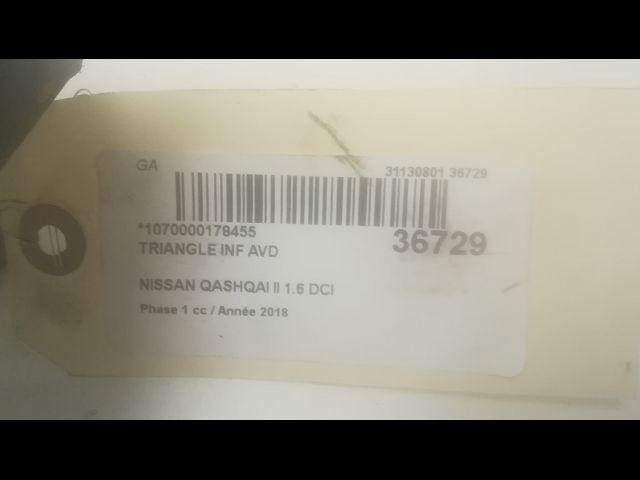 GA
31130801 36729
*1070000178455
36729
TRIANGLE INF AVD
NISSAN QASHQAI II 1.6 DCI
Phase 1 cc / Année 2018